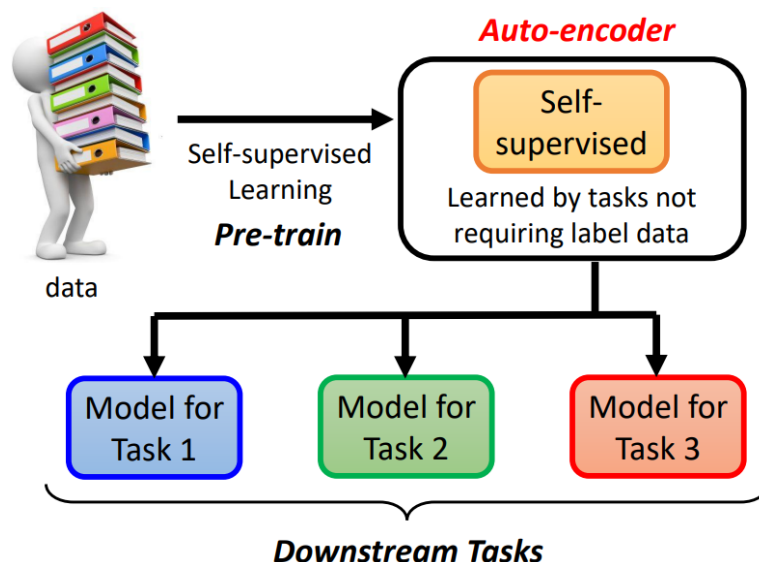 Auto-encoder
Self-
supervised
Self-supervised
Learning
Learned by tasks not
requiring label data
Pre-train
data
Model for
Task 1
Model for
Task 2
Model for
Task 3
Downstream Tasks